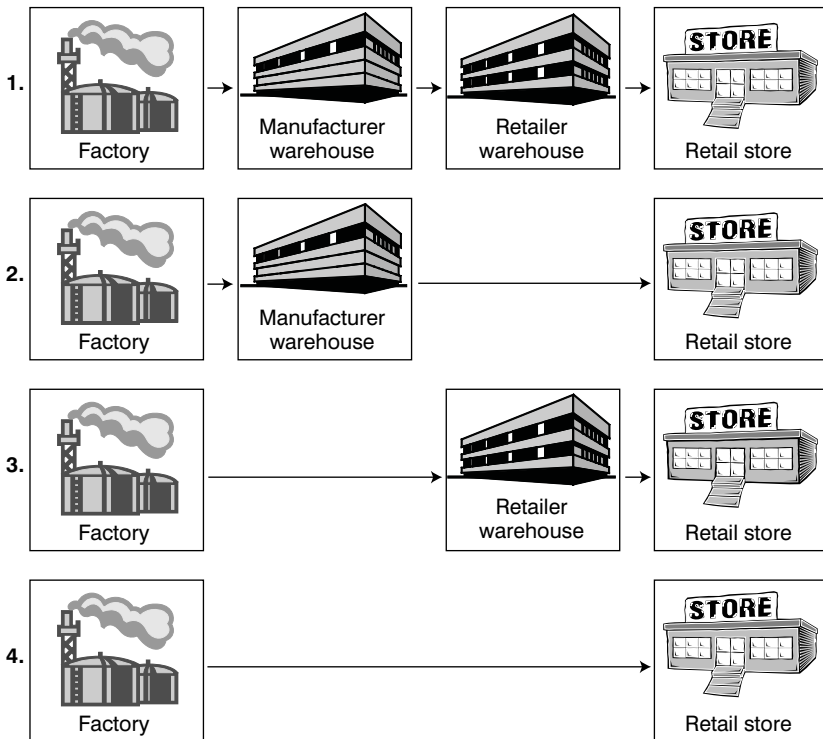 1.
STORE
Factory
Manufacturer
warehouse
Retailer
warehouse
Retail store
2.
STORE
Factory
Manufacturer
warehouse
Retail store
3.
STORE
Factory
Retailer
warehouse
Retail store
4.
STORE
Factory
Retail store